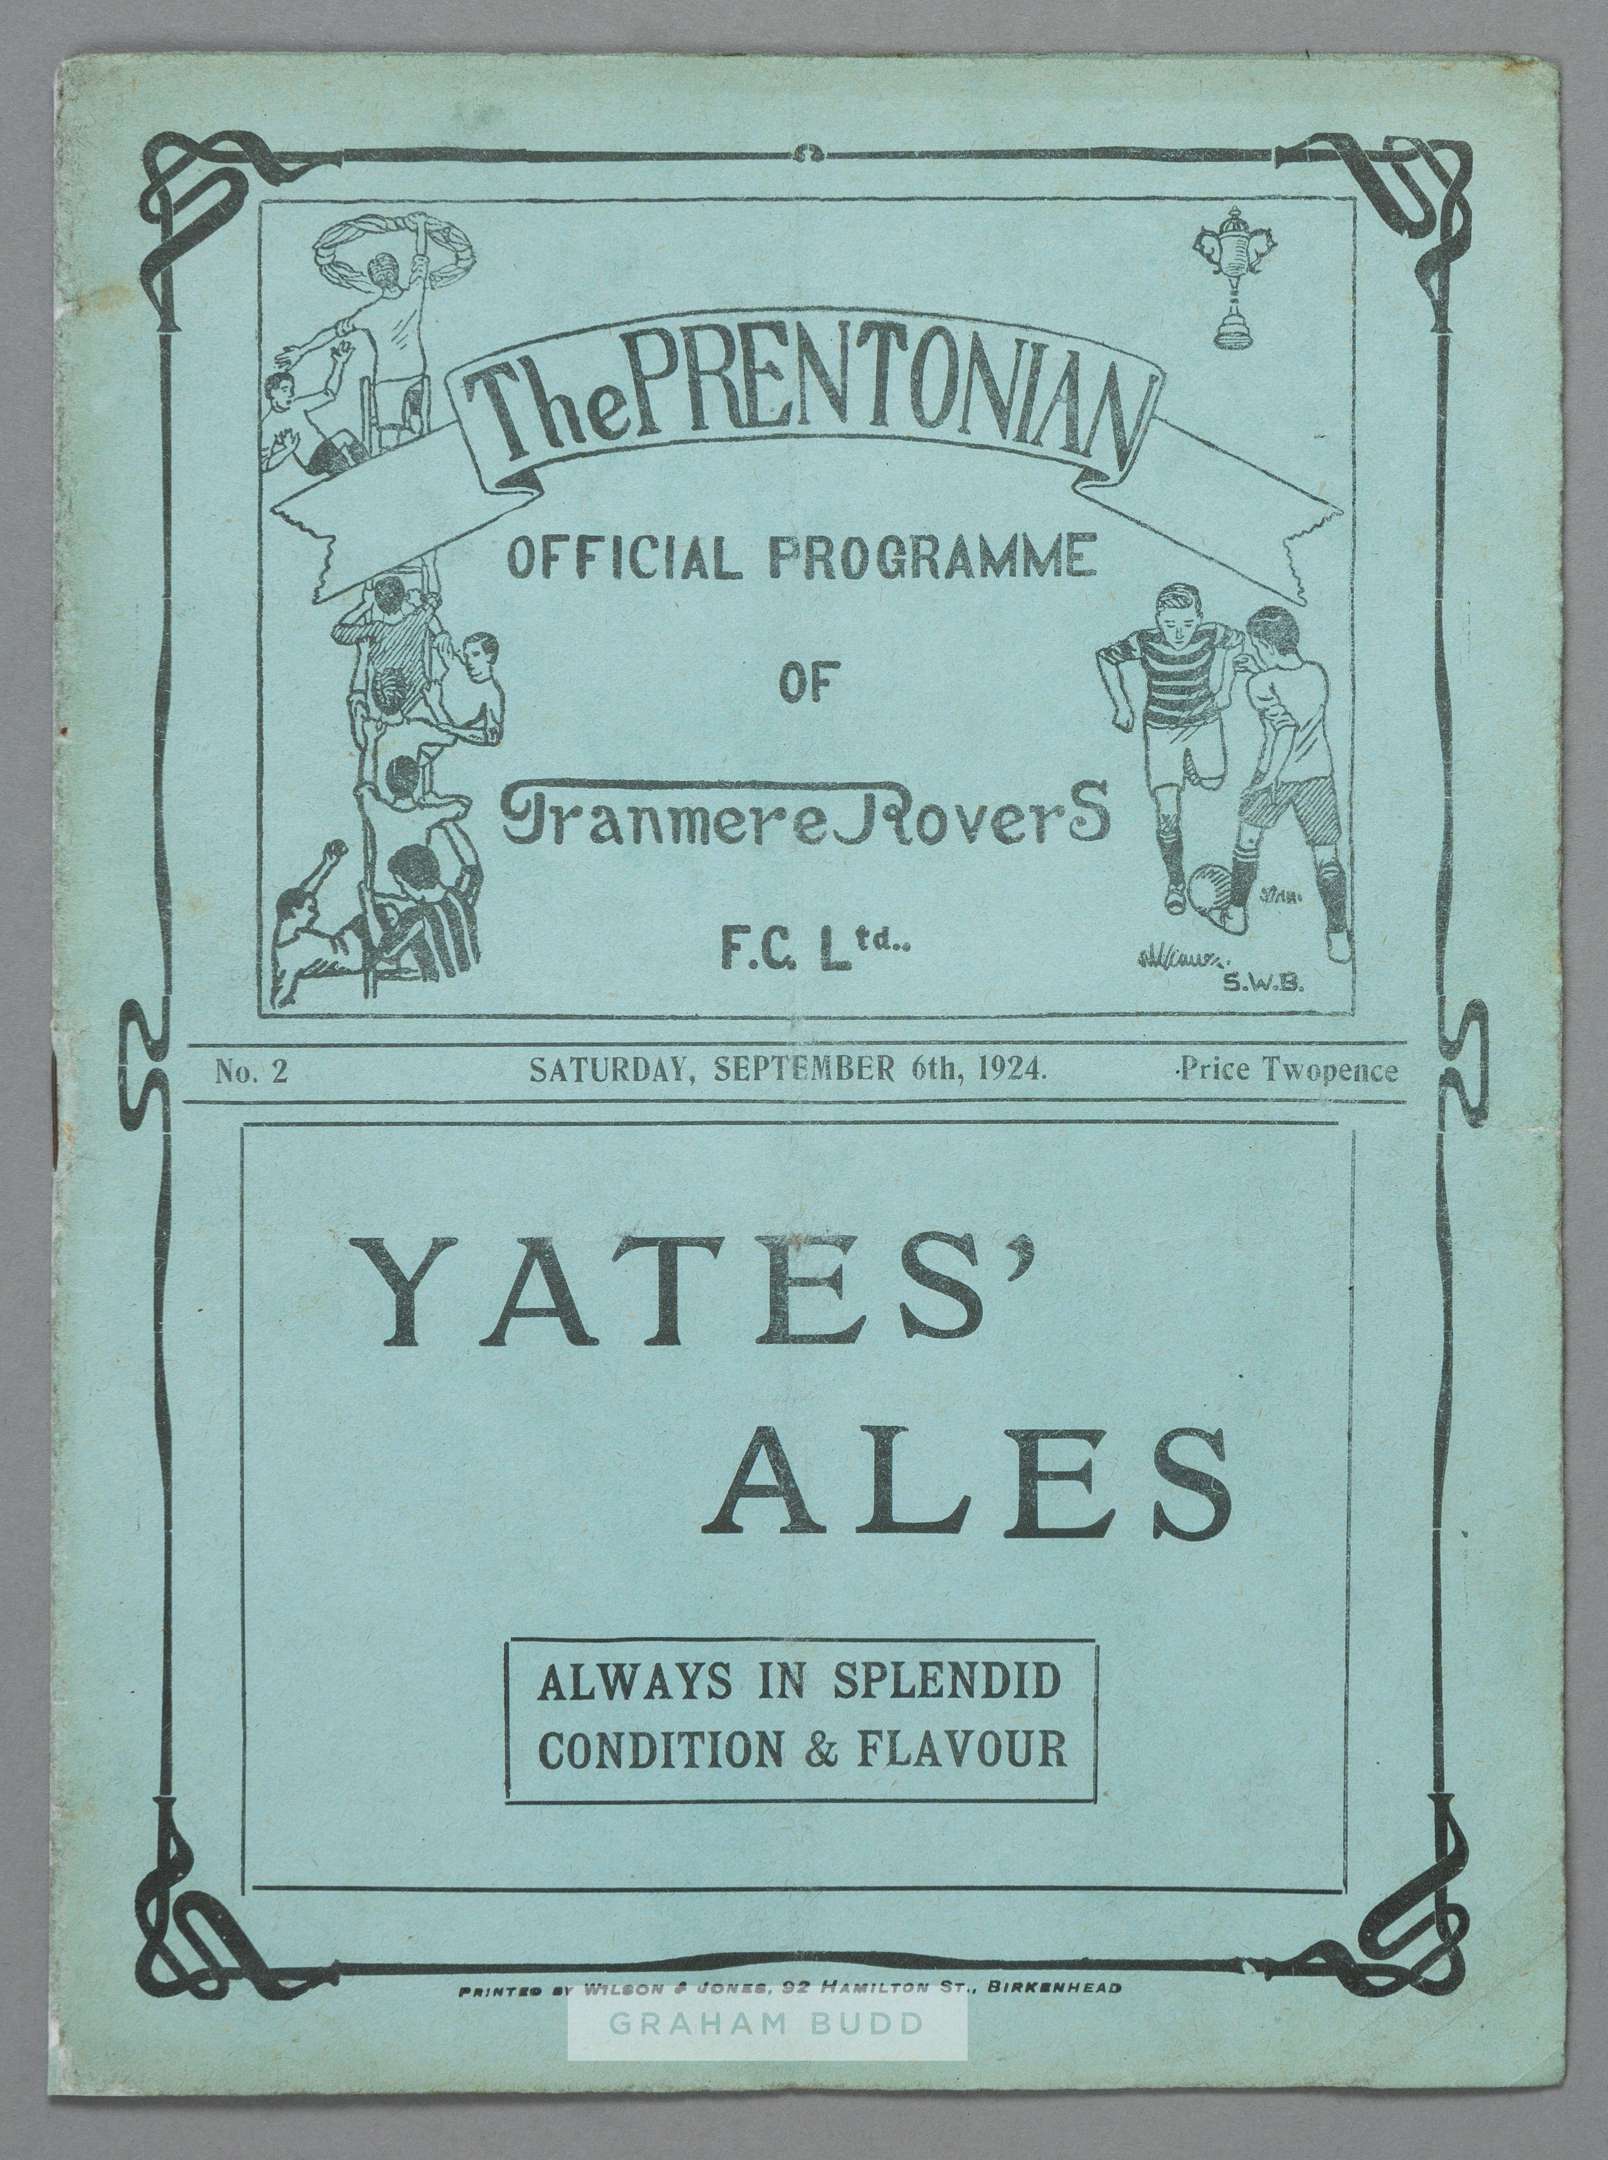 The PRENTONIAN
OFFICIAL PROGRAMME
OF
Tranmere Rovers
F.C. Ltd..
S.W.B.
No. 2 SATURDAY, SEPTEMBER 6th, 1924. Price Twopence
YATES'
ALES
ALWAYS IN SPLENDID
CONDITION & FLAVOUR
PRINTED BY WILSON & JONES, 92 HAMILTON ST., BIRKENHEAD
GRAHAM BUDD